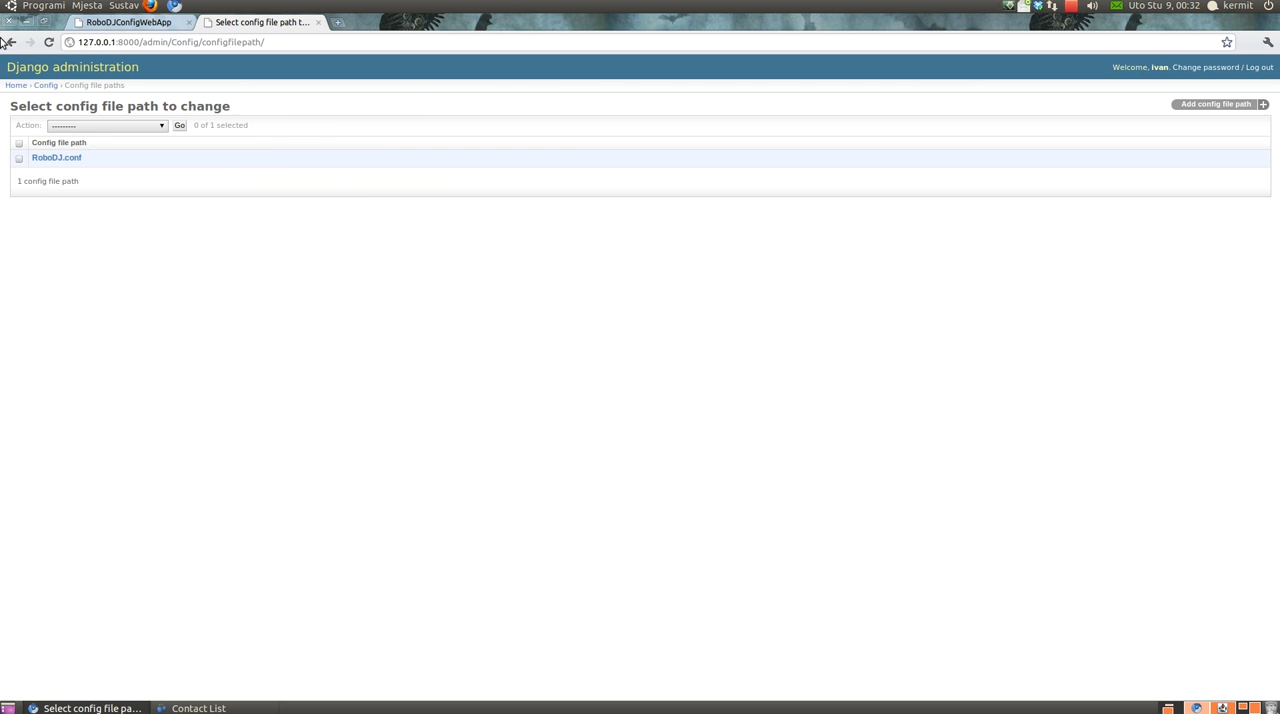 Programi Mjesta Sustav Uto Stu 9, 00:32 kermit
RoboDJConfigWebApp Select config file path t...
127.0.0.1:8000/admin/Config/configfilepath/
Django administration Welcome, ivan. Change password / Log out
Home › Config › Config file paths
Select config file path to change Add config file path
Action: --------- Go 0 of 1 selected
Config file path
RoboDJ.conf
1 config file path
Select config file pa... Contact List